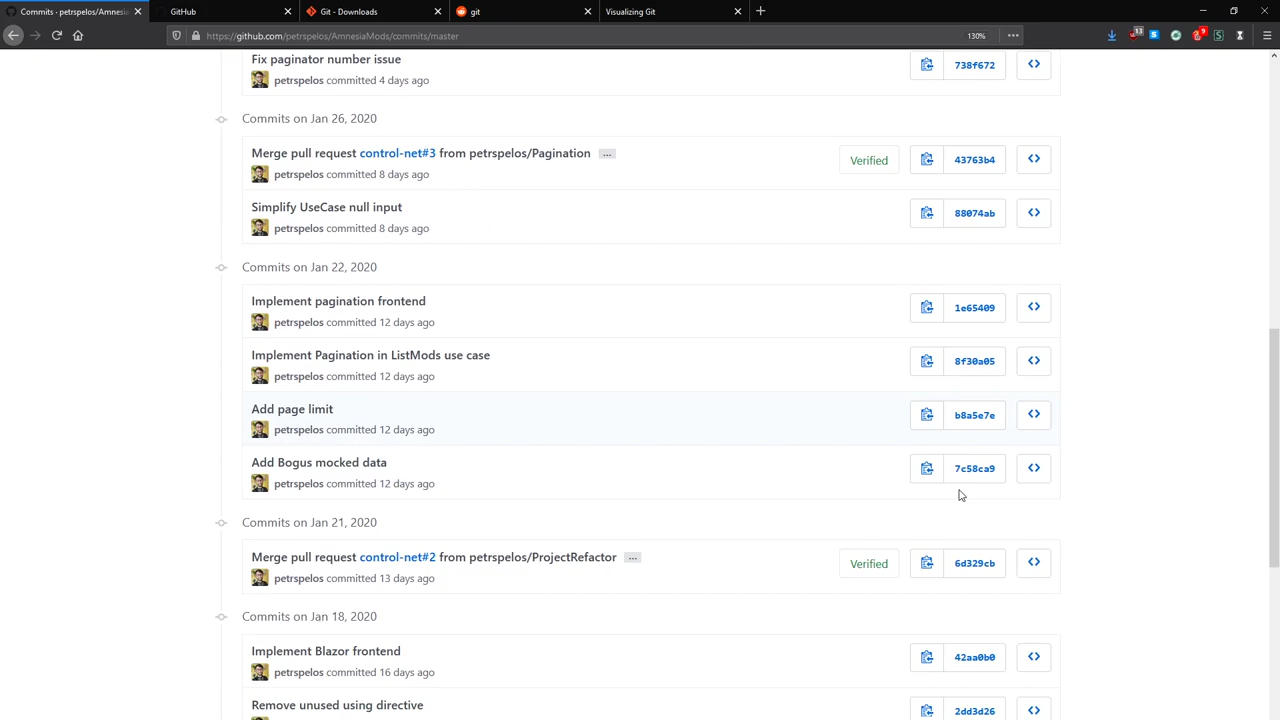 Commits · petrspelos/Amnesia
GitHub
Git - Downloads
git
Visualizing Git
https://github.com/petrspelos/AmnesiaMods/commits/master
130%
13
9
Fix paginator number issue
738f672
petrspelos committed 4 days ago
Commits on Jan 26, 2020
Merge pull request control-net#3 from petrspelos/Pagination ...
Verified
43763b4
petrspelos committed 8 days ago
Simplify UseCase null input
88074ab
petrspelos committed 8 days ago
Commits on Jan 22, 2020
Implement pagination frontend
1e65409
petrspelos committed 12 days ago
Implement Pagination in ListMods use case
8f30a05
petrspelos committed 12 days ago
Add page limit
b8a5e7e
petrspelos committed 12 days ago
Add Bogus mocked data
7c58ca9
petrspelos committed 12 days ago
Commits on Jan 21, 2020
Merge pull request control-net#2 from petrspelos/ProjectRefactor ...
Verified
6d329cb
petrspelos committed 13 days ago
Commits on Jan 18, 2020
Implement Blazor frontend
42aa0b0
petrspelos committed 16 days ago
Remove unused using directive
2dd3d26